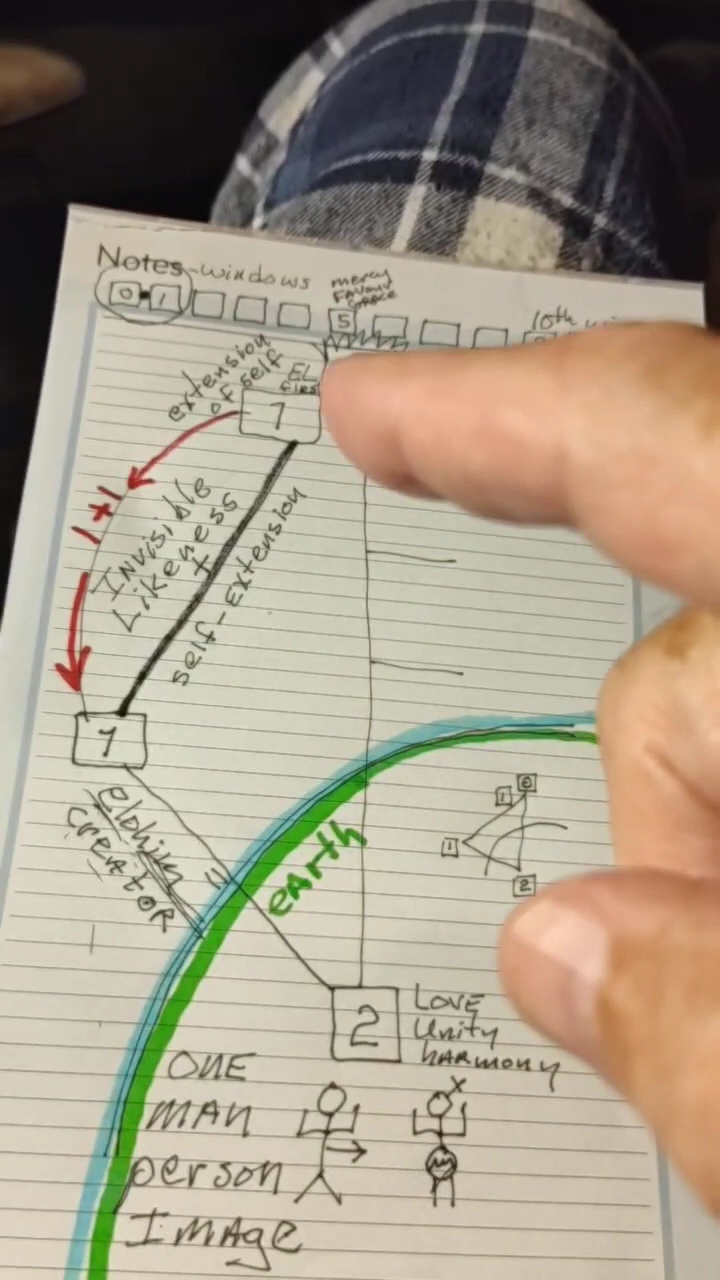 Notes-windows
mercy
FAVOUR
GRACE
0 1
5
10th
extension
of self
EL
FIRST
1
1+1
Invisible
Likeness
+
self-extension
1
elohim
creator
earth
0
1
1
2
2
LOVE
Unity
hARMONY
x
ONE
MAN
person
IMAge